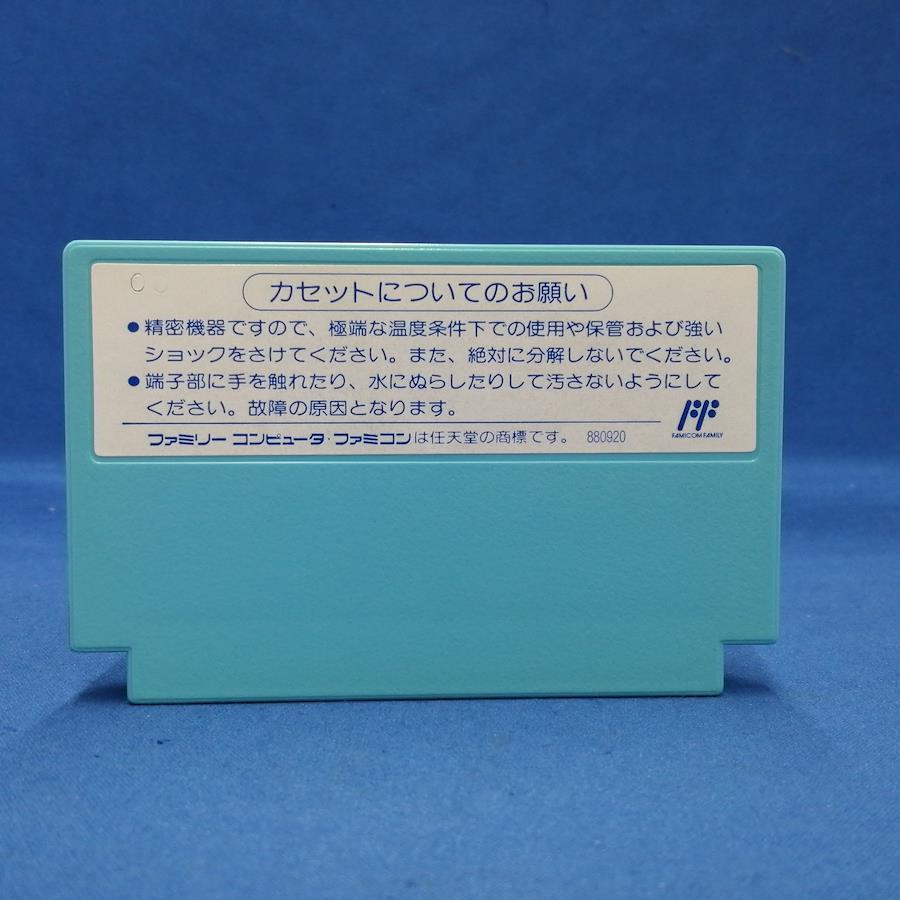 カセットについてのお願い
●精密機器ですので、極端な温度条件下での使用や保管および強い
ショックをさけてください。また、絶対に分解しないでください。
●端子部に手を触れたり、水にぬらしたりして汚さないようにして
ください。故障の原因となります。
FAMICOM FAMILY
ファミリー コンピュータ・ファミコンは任天堂の商標です。 880920